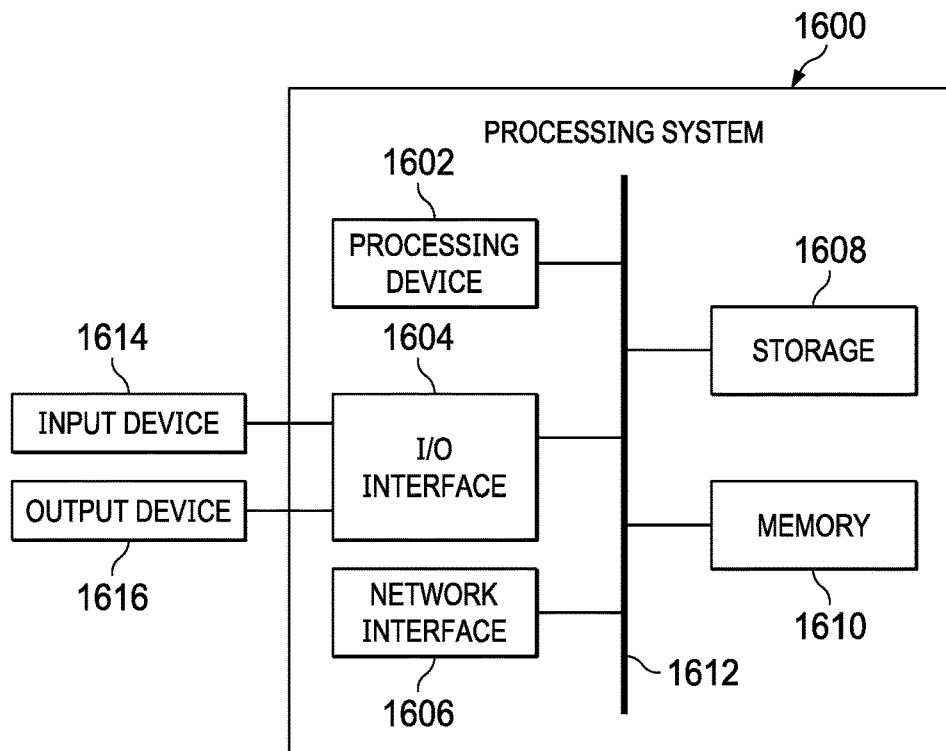 1600
PROCESSING SYSTEM
1602
PROCESSING
DEVICE
1608
STORAGE
1614
INPUT DEVICE
1604
I/O
INTERFACE
OUTPUT DEVICE
1616
MEMORY
1610
NETWORK
INTERFACE
1606
1612